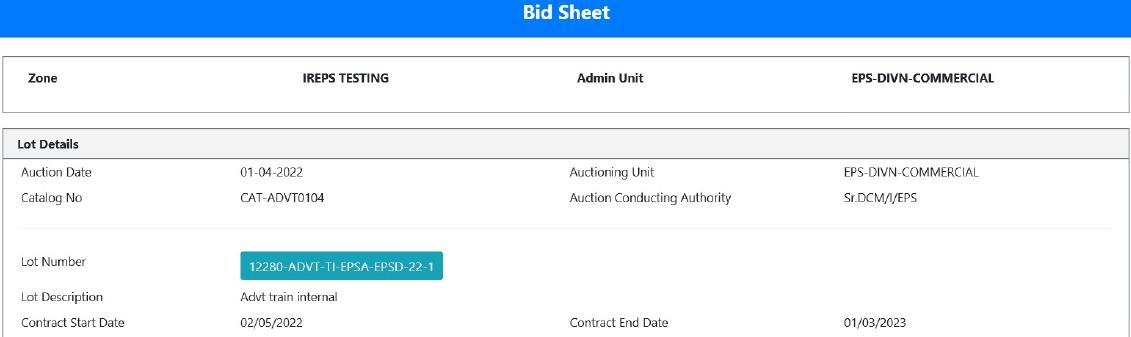 Bid Sheet
Zone IREPS TESTING Admin Unit EPS-DIVN-COMMERCIAL
Lot Details
Auction Date 01-04-2022 Auctioning Unit EPS-DIVN-COMMERCIAL
Catalog No CAT-ADVT0104 Auction Conducting Authority Sr.DCM/I/EPS
Lot Number 12280-ADVT-TI-EPSA-EPSD-22-1
Lot Description Advt train internal
Contract Start Date 02/05/2022 Contract End Date 01/03/2023